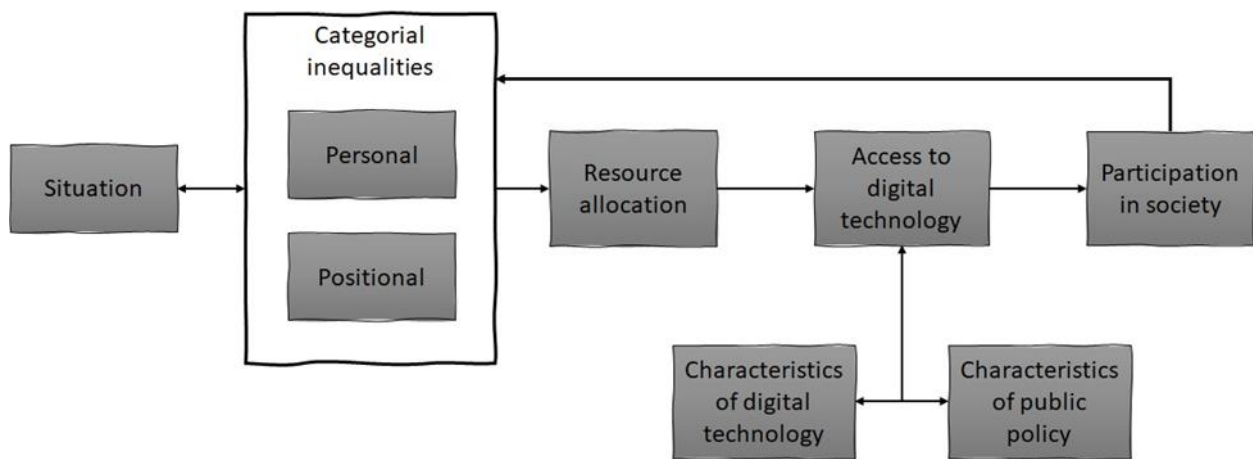 Categorial
inequalities
Personal
Positional
Situation
Resource
allocation
Access to
digital
technology
Participation
in society
Characteristics
of digital
technology
Characteristics
of public
policy